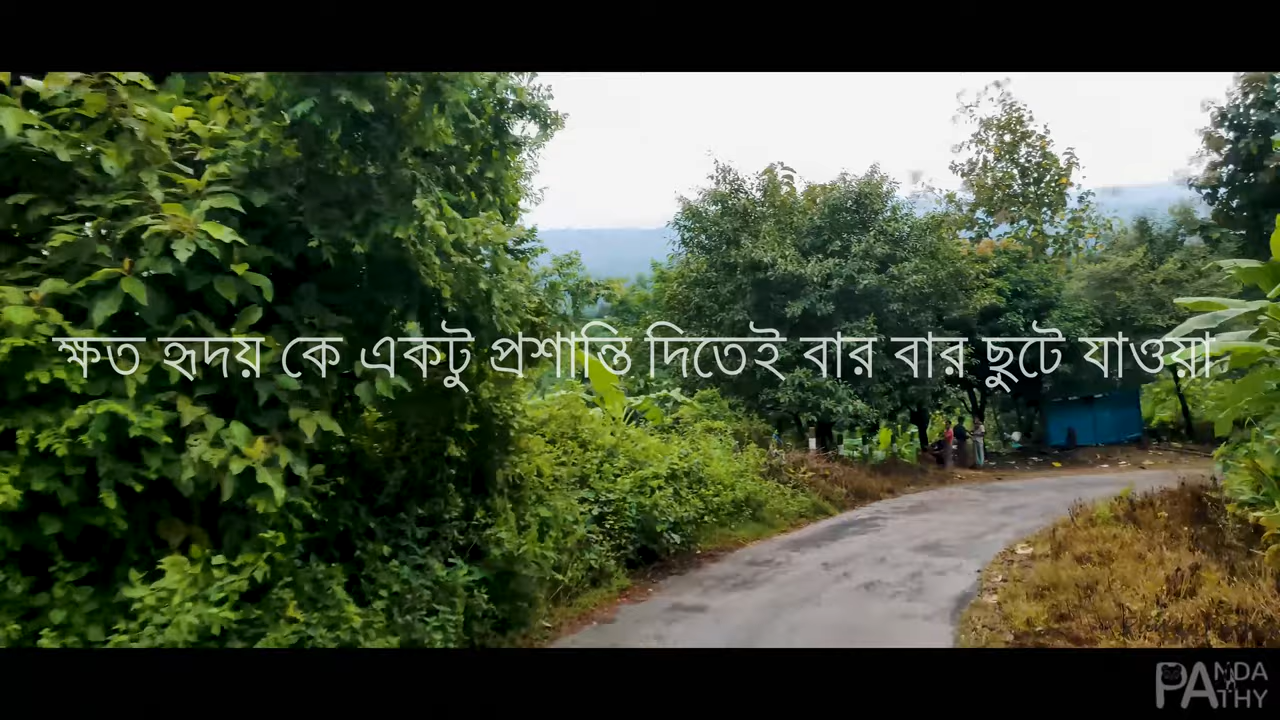 ক্ষত হৃদয় কে একটু প্রশান্তি দিতেই বার বার ছুটে যাওয়া
PANDA
PATHY